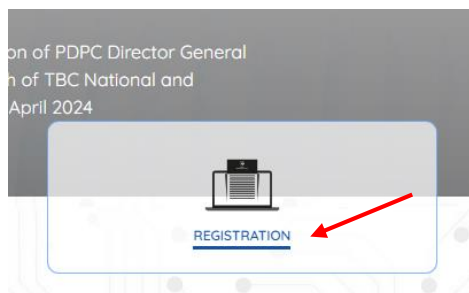 on of PDPC Director General
h of TBC National and
April 2024
REGISTRATION